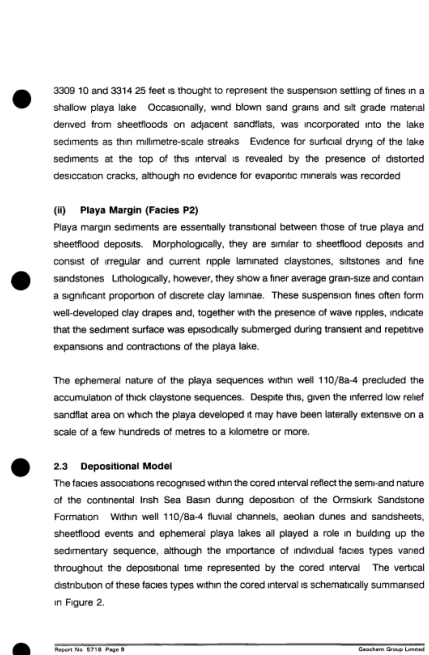 3309 10 and 3314 25 feet is thought to represent the suspension settling of fines in a
shallow playa lake Occasionally, wind blown sand grains and silt grade material
derived from sheetfloods on adjacent sandflats, was incorporated into the lake
sediments as thin millimetre-scale streaks Evidence for surficial drying of the lake
sediments at the top of this interval is revealed by the presence of distorted
desiccation cracks, although no evidence for evaporitic minerals was recorded
(ii) Playa Margin (Facies P2)
Playa margin sediments are essentially transitional between those of true playa and
sheetflood deposits. Morphologically, they are similar to sheetflood deposits and
consist of irregular and current ripple laminated claystones, siltstones and fine
sandstones Lithologically, however, they show a finer average grain-size and contain
a significant proportion of discrete clay laminae. These suspension fines often form
well-developed clay drapes and, together with the presence of wave ripples, indicate
that the sediment surface was episodically submerged during transient and repetitive
expansions and contractions of the playa lake.
The ephemeral nature of the playa sequences within well 110/8a-4 precluded the
accumulation of thick claystone sequences. Despite this, given the inferred low relief
sandflat area on which the playa developed it may have been laterally extensive on a
scale of a few hundreds of metres to a kilometre or more.
2.3 Depositional Model
The facies associations recognised within the cored interval reflect the semi-arid nature
of the continental Irish Sea Basin during deposition of the Ormskirk Sandstone
Formation Within well 110/8a-4 fluvial channels, aeolian dunes and sandsheets,
sheetflood events and ephemeral playa lakes all played a role in building up the
sedimentary sequence, although the importance of individual facies types varied
throughout the depositional time represented by the cored interval The vertical
distribution of these facies types within the cored interval is schematically summarised
in Figure 2.
Report No 5718 Page 9
Geochem Group Limited